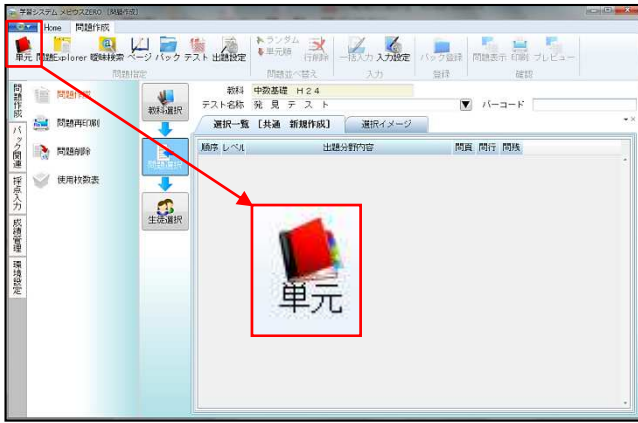 学習システム メビウスZERO [問題作成]
Home 問題作成
単元 問題Explorer 曖昧検索 ページ パック テスト 出題設定 ランダム 単元順 行削除 一括入力 入力設定 パック登録 問題表示 印刷 プレビュー
問題指定 問題並べ替え 入力 登録 確認
問題作成
パック関連
採点入力
成績管理
環境設定
問題作成
問題再印刷
問題削除
使用枚数表
教科選択
問題選択
生徒選択
教科 中数基礎 H24
テスト名称 発見テスト バーコード
選択一覧 [共通 新規作成] 選択イメージ
順序 レベル 出題分野内容 問頁 問行 問残
単元